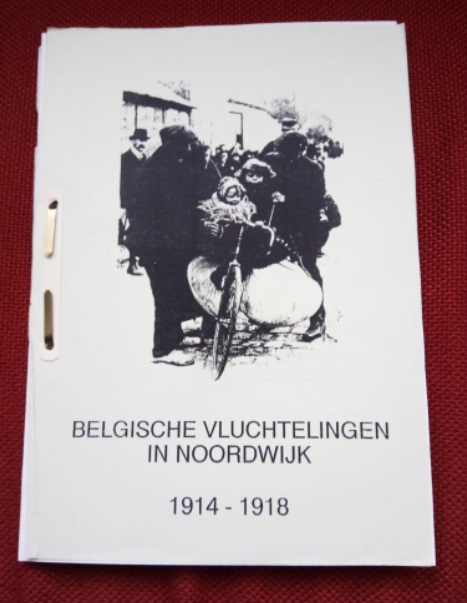 BELGISCHE VLUCHTELINGEN
IN NOORDWIJK
1914 - 1918